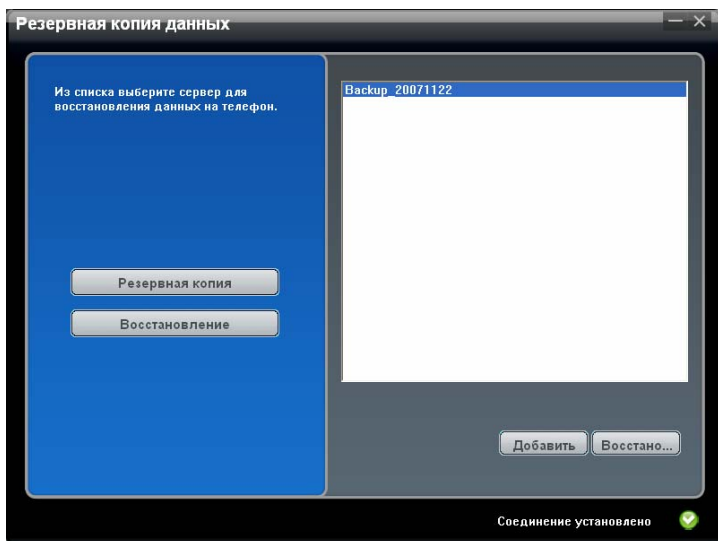 Резервная копия данных
Из списка выберите сервер для
восстановления данных на телефон.
Backup_20071122
Резервная копия
Восстановление
Добавить
Восстано...
Соединение установлено